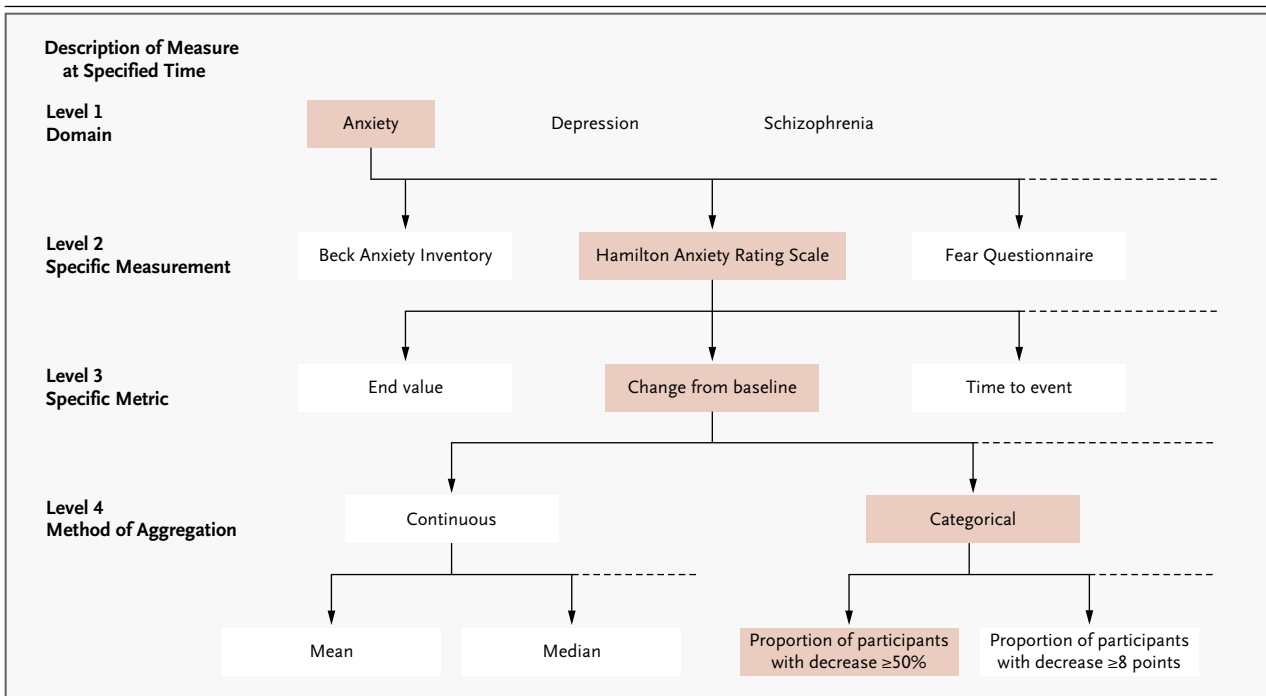 Description of Measure
at Specified Time
Level 1
Domain
Anxiety
Depression
Schizophrenia
Level 2
Specific Measurement
Beck Anxiety Inventory
Hamilton Anxiety Rating Scale
Fear Questionnaire
Level 3
Specific Metric
End value
Change from baseline
Time to event
Level 4
Method of Aggregation
Continuous
Categorical
Mean
Median
Proportion of participants
with decrease ≥50%
Proportion of participants
with decrease ≥8 points